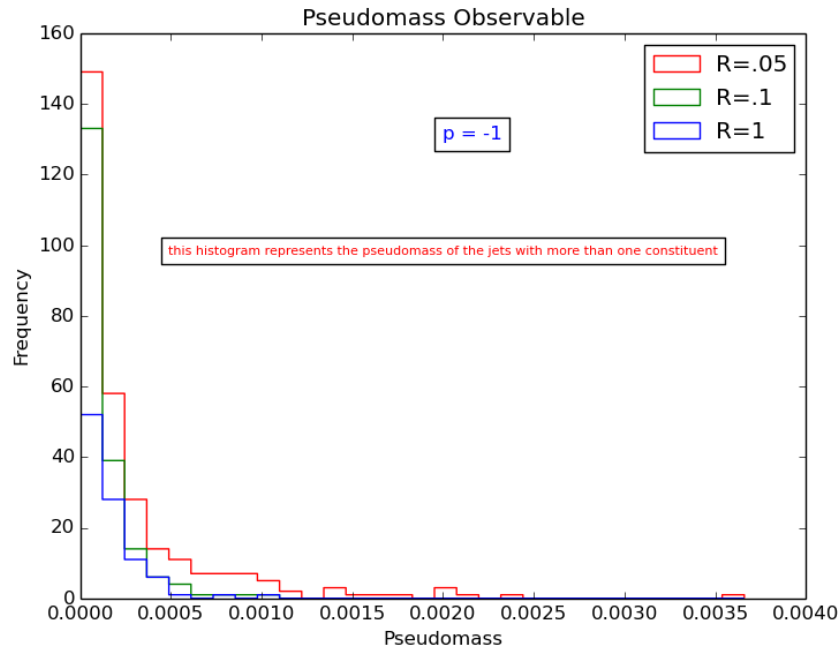 Pseudomass Observable
160
140
120
100
80
60
40
20
0
Frequency
R=.05
R=.1
R=1
p = -1
this histogram represents the pseudomass of the jets with more than one constituent
0.0000 0.0005 0.0010 0.0015 0.0020 0.0025 0.0030 0.0035 0.0040
Pseudomass